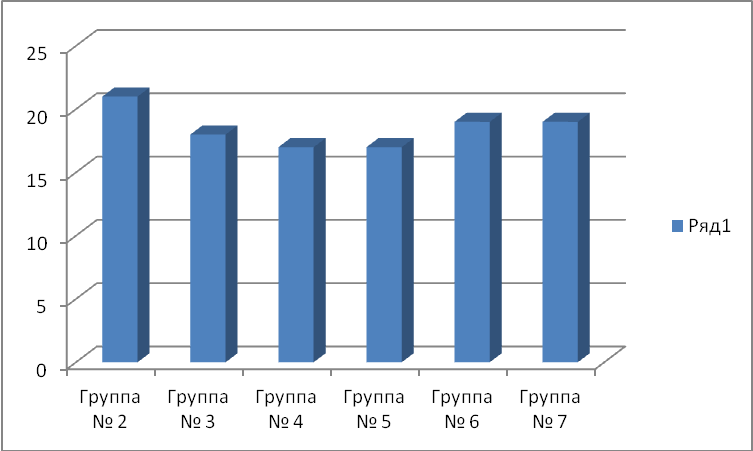 25
20
15
10
5
0
Группа
№ 2
Группа
№ 3
Группа
№ 4
Группа
№ 5
Группа
№ 6
Группа
№ 7
Ряд1